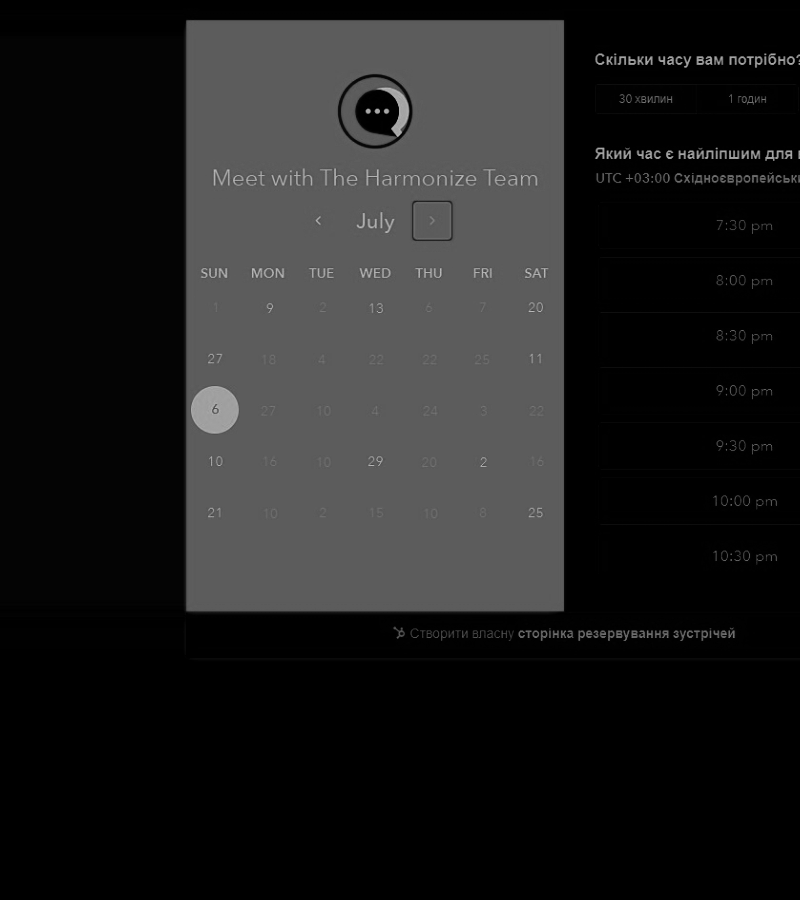 Meet with The Harmonize Team
July
SUN MON TUE WED THU FRI SAT
1 9 2 13 6 7 20
27 18 4 22 22 25 11
6 27 10 4 24 3 22
10 16 10 29 20 2 16
21 10 2 15 10 8 25
Скільки часу вам потрібно?
30 хвилин 1 годин
Який час є найліпшим для
UTC +03:00 Східноєвропейськи
7:30 pm
8:00 pm
8:30 pm
9:00 pm
9:30 pm
10:00 pm
10:30 pm
Створити власну сторінка резервування зустрічей